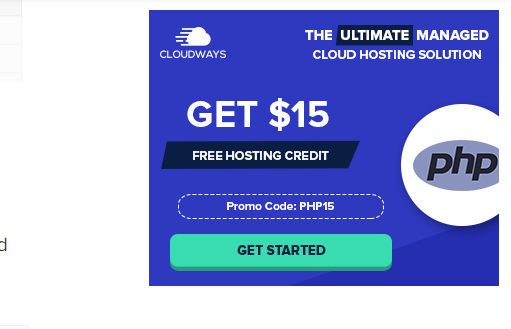 CLOUDWAYS
THE ULTIMATE MANAGED
CLOUD HOSTING SOLUTION
GET $15
FREE HOSTING CREDIT
Promo Code: PHP15
GET STARTED
php
d